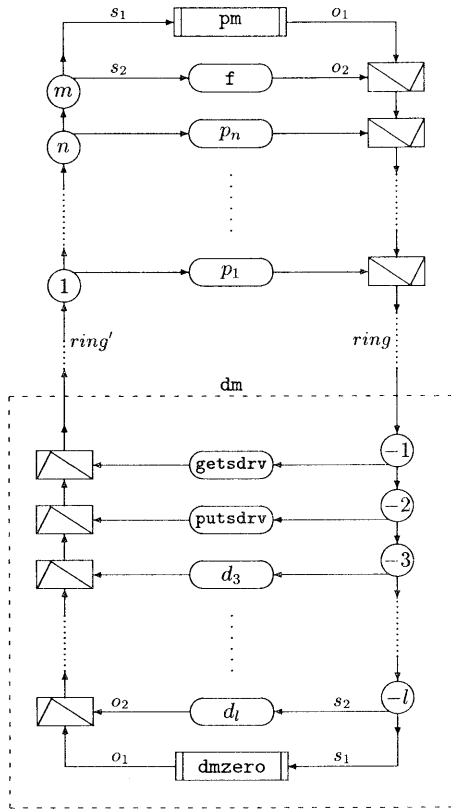 s₁ pm o₁
m s₂ f o₂
n pₙ
1 p₁
ring′ ring
dm
getsdrv −1
putsdrv −2
d₃ −3
o₂ dₗ s₂ −l
o₁ dmzero s₁